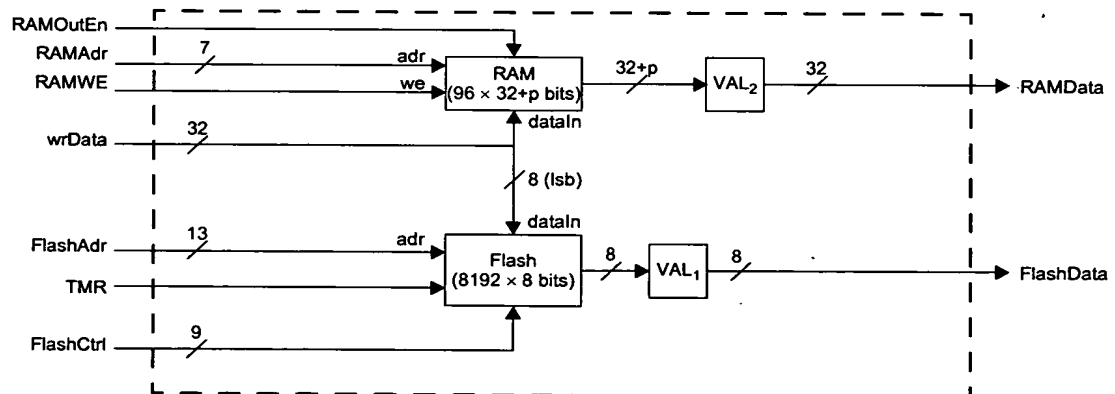 RAMOutEn
RAMAdr
7
adr
RAMWE
we
RAM
(96 × 32+p bits)
32+p
VAL2
32
RAMData
dataIn
wrData
32
8 (lsb)
dataIn
FlashAdr
13
adr
Flash
(8192 × 8 bits)
8
VAL1
8
FlashData
TMR
FlashCtrl
9